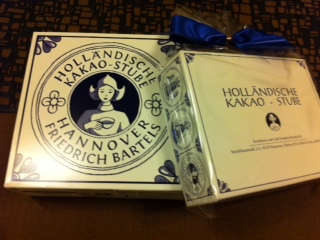 HOLLÄNDISCHE
KAKAO-STUBE
HANNOVER
FRIEDRICH BARTELS
HOLLÄNDISCHE
KAKAO · STUBE